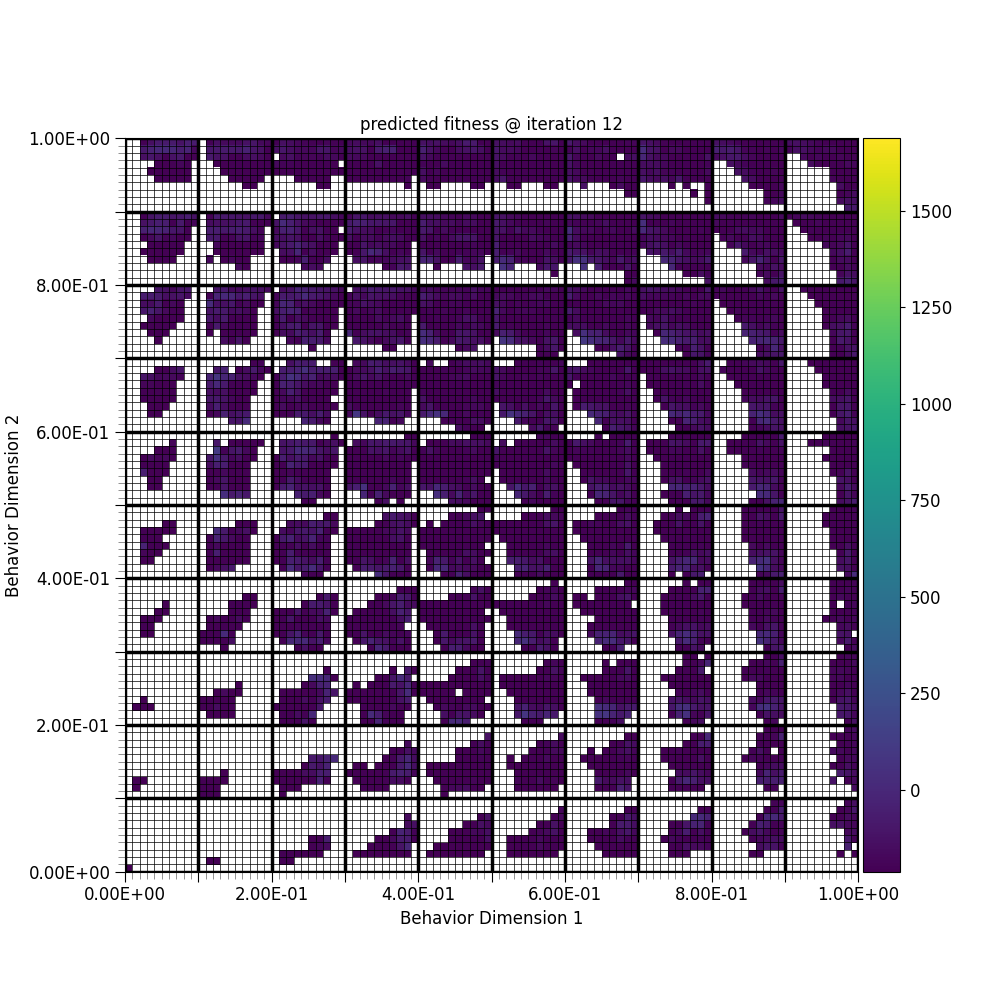 predicted fitness @ iteration 12
1.00E+00
8.00E-01
6.00E-01
4.00E-01
2.00E-01
0.00E+00
Behavior Dimension 2
0.00E+00 2.00E-01 4.00E-01 6.00E-01 8.00E-01 1.00E+00
Behavior Dimension 1
1500
1250
1000
750
500
250
0